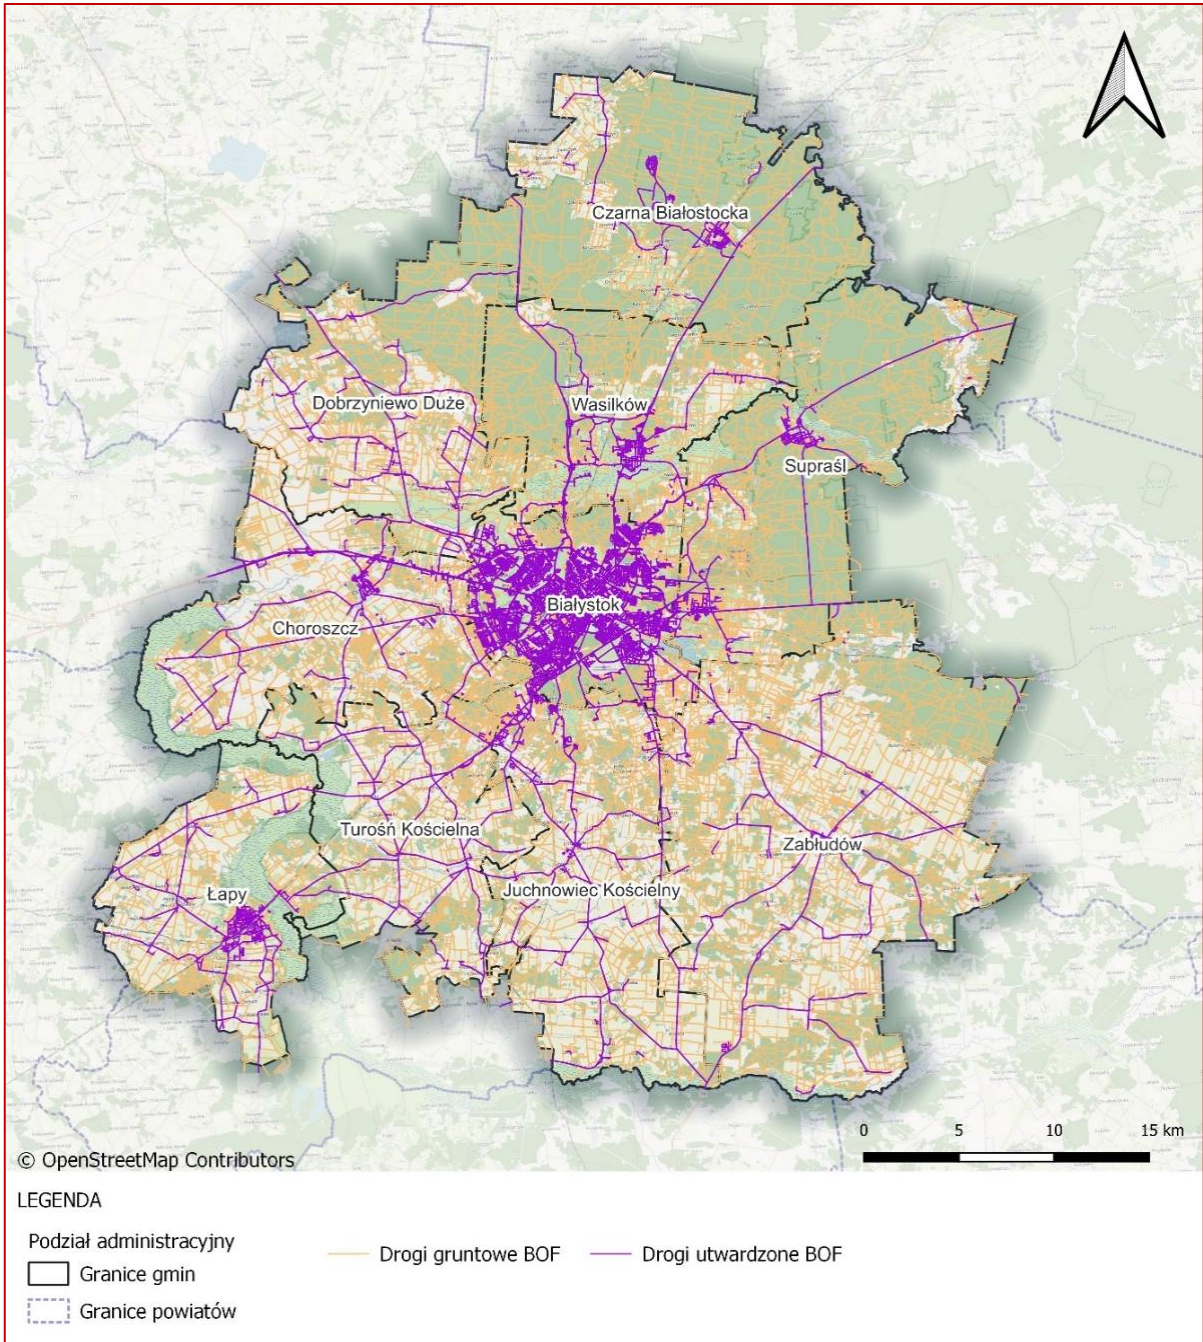 Czarna Białostocka
Dobrzyniewo Duże
Wasilków
Supraśl
Białystok
Choroszcz
Turośń Kościelna
Zabłudów
Juchnowiec Kościelny
Łapy
0 5 10 15 km
© OpenStreetMap Contributors
LEGENDA
Podział administracyjny
Granice gmin
Granice powiatów
Drogi gruntowe BOF
Drogi utwardzone BOF